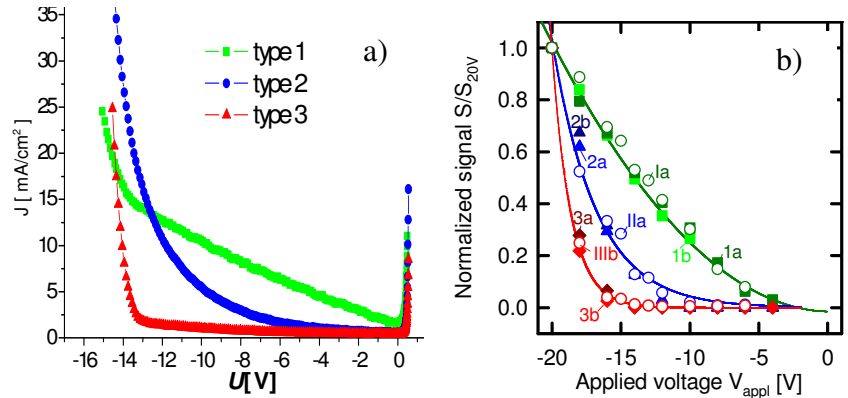 a)
type 1
type 2
type 3
J [ mA/cm² ]
35
30
25
20
15
10
5
0
-16 -14 -12 -10 -8 -6 -4 -2 0 2
U[V]
b)
Normalized signal S/S20V
1.0
0.8
0.6
0.4
0.2
0.0
2b
2a
Ia
3a
IIa
IIIb
1b
1a
3b
-20 -15 -10 -5 0
Applied voltage Vappl [V]